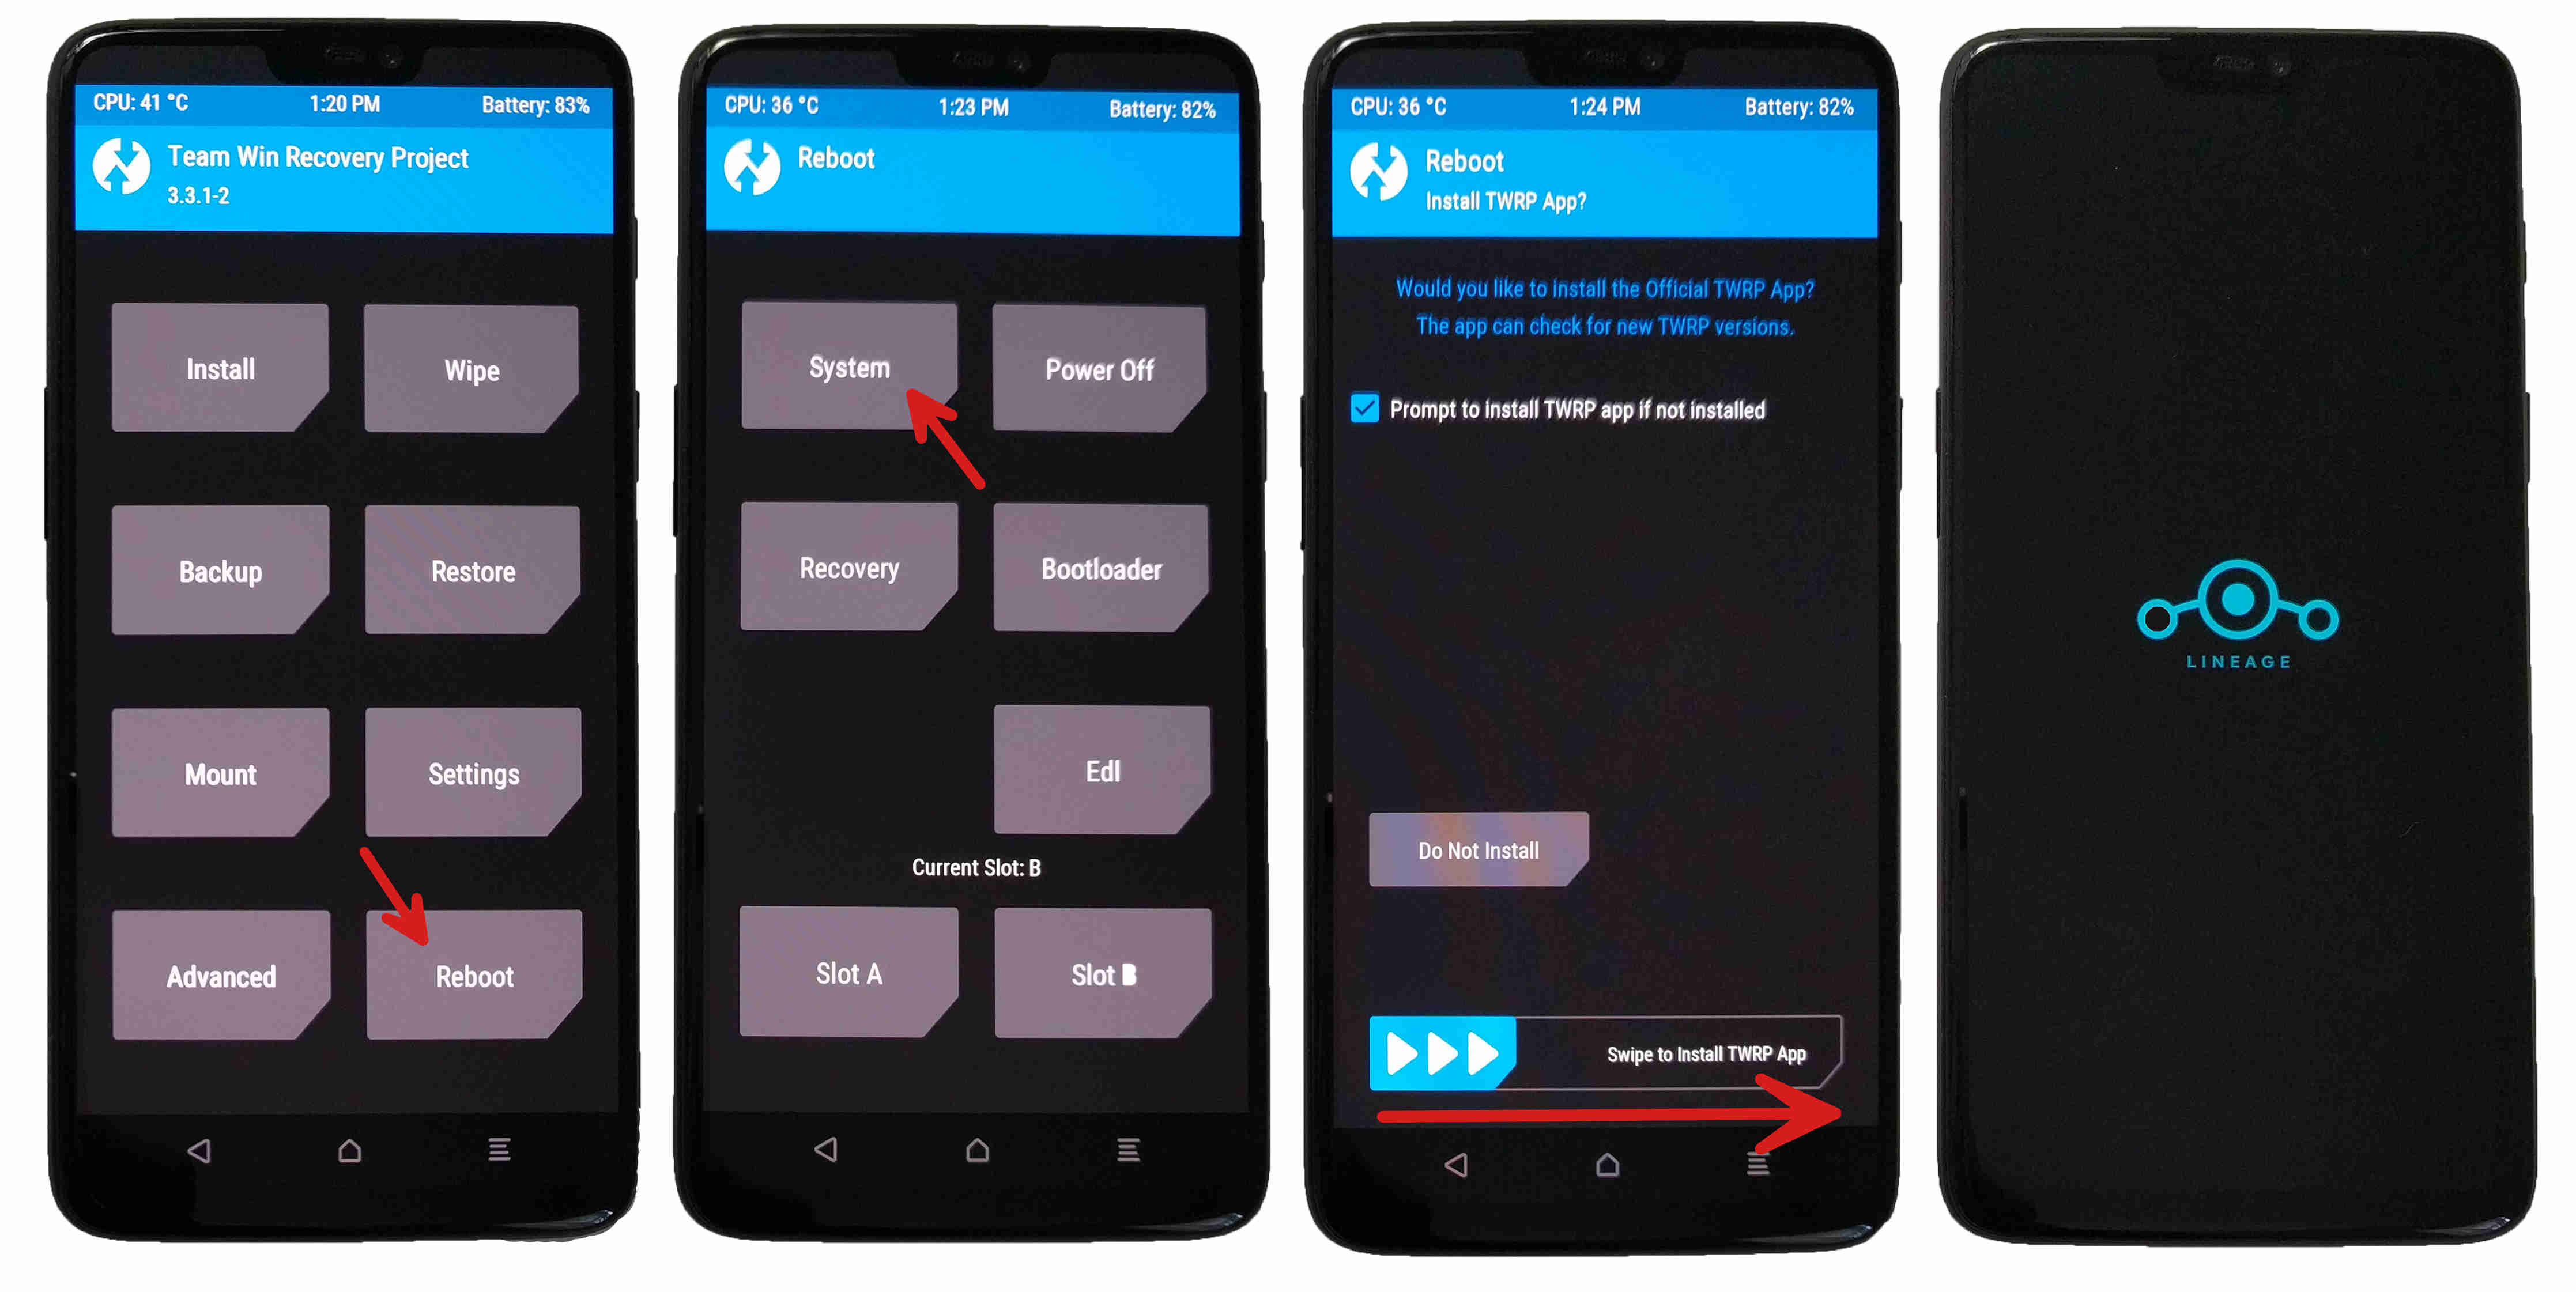 CPU: 41 °C 1:20 PM Battery: 83%
Team Win Recovery Project
3.3.1-2
Install Wipe
Backup Restore
Mount Settings
Advanced Reboot
CPU: 36 °C 1:23 PM Battery: 82%
Reboot
System Power Off
Recovery Bootloader
Edl
Current Slot: B
Slot A Slot B
CPU: 36 °C 1:24 PM Battery: 82%
Reboot
Install TWRP App?
Would you like to install the Official TWRP App?
The app can check for new TWRP versions.
Prompt to install TWRP app if not installed
Do Not Install
Swipe to Install TWRP App
LINEAGE